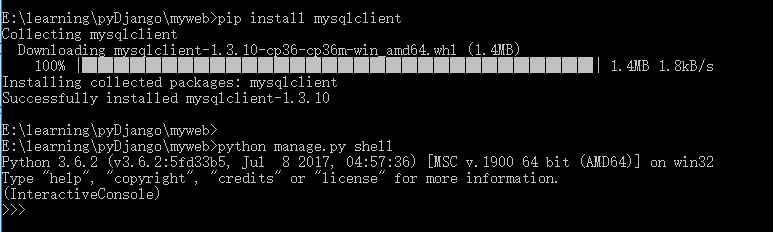 E:\learning\pyDjango\myweb>pip install mysqlclient
Collecting mysqlclient
  Downloading mysqlclient-1.3.10-cp36-cp36m-win_amd64.whl (1.4MB)
    100% |████████████████████████████████| 1.4MB 1.8kB/s
Installing collected packages: mysqlclient
Successfully installed mysqlclient-1.3.10
E:\learning\pyDjango\myweb>
E:\learning\pyDjango\myweb>python manage.py shell
Python 3.6.2 (v3.6.2:5fd33b5, Jul  8 2017, 04:57:36) [MSC v.1900 64 bit (AMD64)] on win32
Type "help", "copyright", "credits" or "license" for more information.
(InteractiveConsole)
>>>